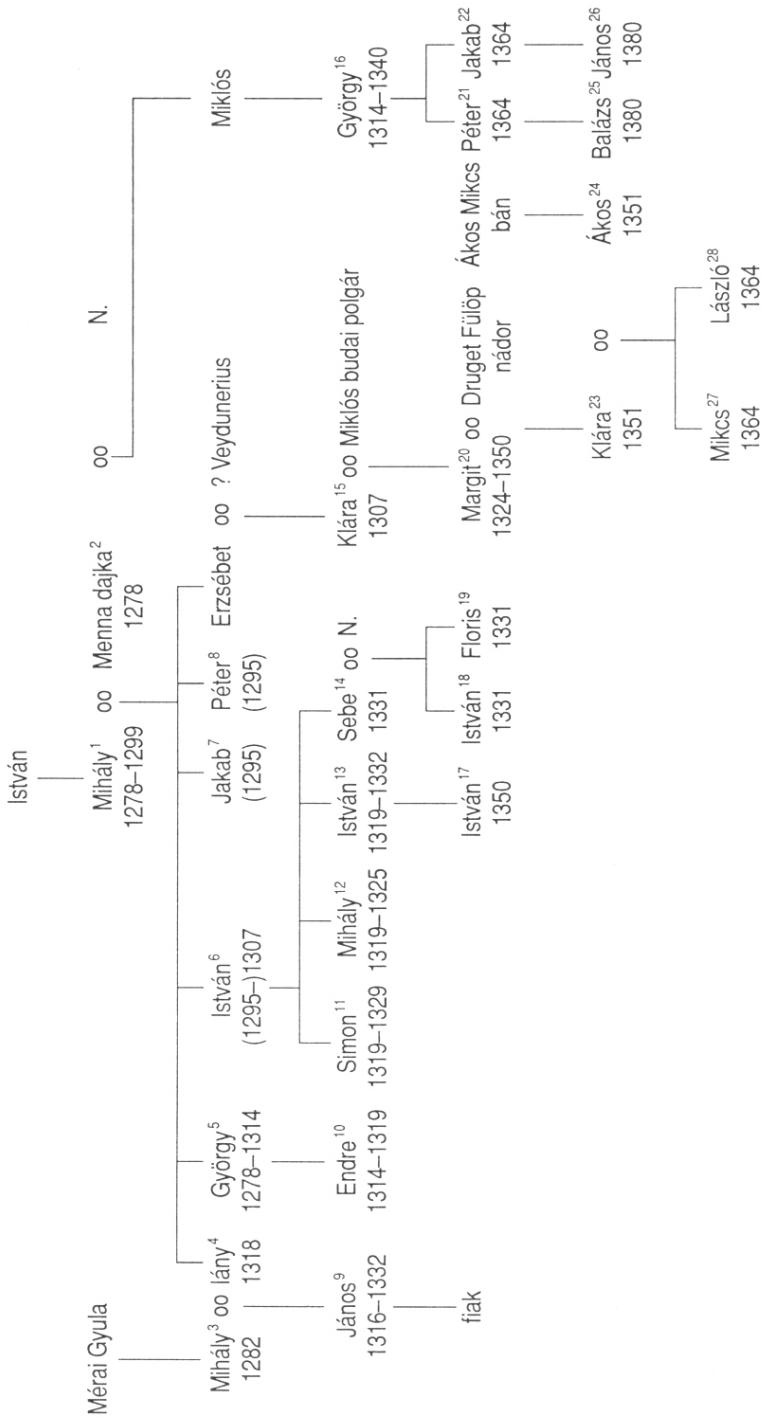 István
Mihály¹ oo Menna dajka² oo N.
1278–1299 1278
Mérai Gyula
Mihály³ oo lány⁴ György⁵ István⁶ Jakab⁷ Péter⁸ Erzsébet oo ? Veydunerius Miklós
1282 1318 1278–1314 (1295–)1307 (1295) (1295)
János⁹ Endre¹⁰ Simon¹¹ Mihály¹² István¹³ Sebe¹⁴ oo N. Klára¹⁵ oo Miklós budai polgár György¹⁶
1316–1332 1314–1319 1319–1329 1319–1325 1319–1332 1331 1307 1314–1340
fiak István¹⁷ István¹⁸ Floris¹⁹ Margit²⁰ oo Druget Fülöp Ákos Mikcs Péter²¹ Jakab²²
1350 1331 1331 1324–1350 nádor bán 1364 1364
Klára²³ oo Ákos²⁴ Balázs²⁵ János²⁶
1351 1351 1380 1380
Mikcs²⁷ László²⁸
1364 1364